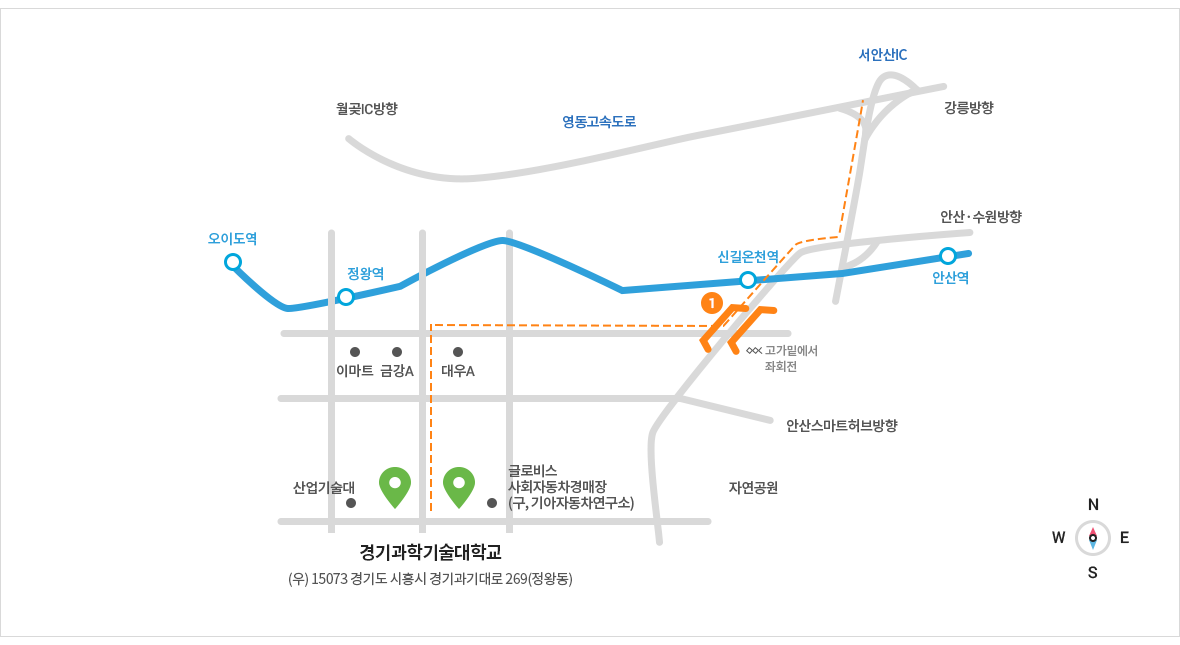 서안산IC
월곶IC방향
강릉방향
영동고속도로
안산·수원방향
오이도역
신길온천역
정왕역
안산역
1
고가밑에서
좌회전
이마트
금강A
대우A
안산스마트허브방향
글로비스
산업기술대
사회자동차경매장
(구, 기아자동차연구소)
자연공원
N
W
E
S
경기과학기술대학교
(우) 15073 경기도 시흥시 경기과기대로 269(정왕동)